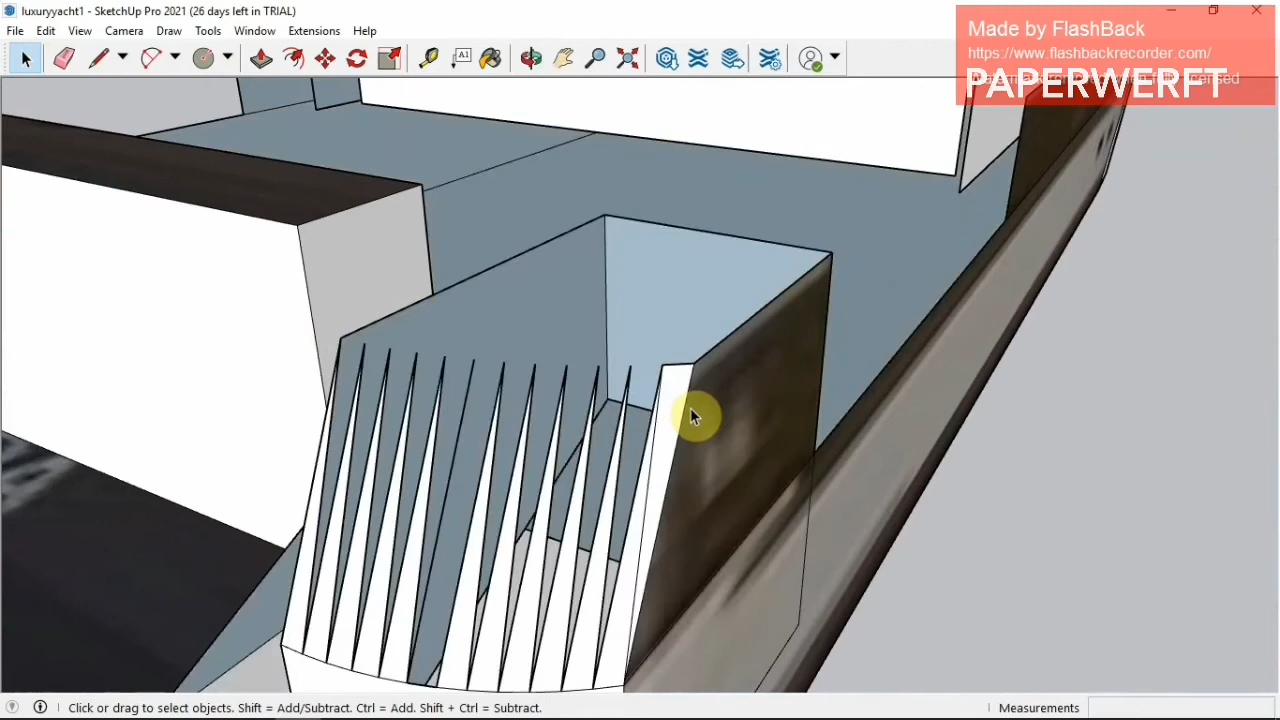 luxuryyacht1 - SketchUp Pro 2021 (26 days left in TRIAL)
File Edit View Camera Draw Tools Window Extensions Help
A1
Made by FlashBack
https://www.flashbackrecorder.com/
PAPERWERFT
Click or drag to select objects. Shift = Add/Subtract. Ctrl = Add. Shift + Ctrl = Subtract.
Measurements